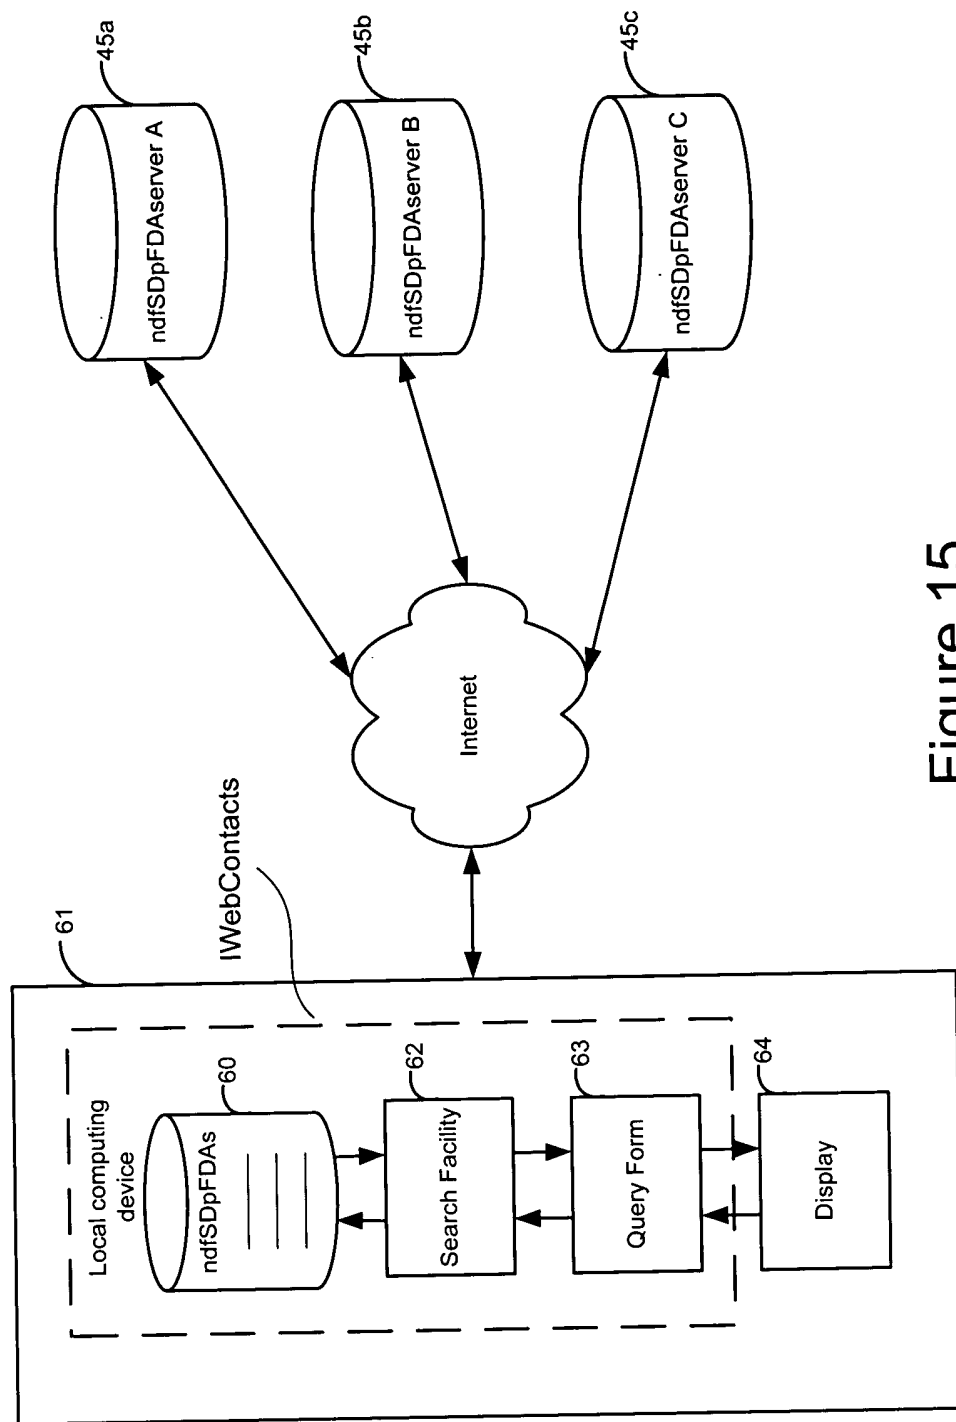 61
Local computing
device
IWebContacts
ndfSDpFDAs
60
Search Facility
62
Query Form
63
Display
64
Internet
ndfSDpFDAserver A
45a
ndfSDpFDAserver B
45b
ndfSDpFDAserver C
45c
Figure 15